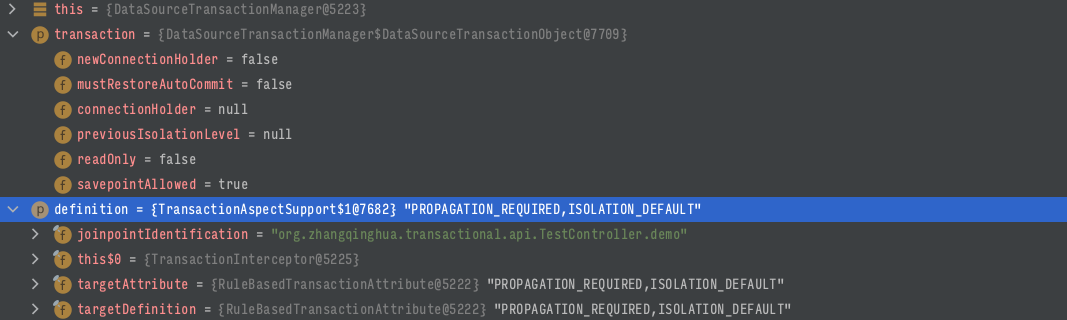 this = {DataSourceTransactionManager@5223}
p transaction = {DataSourceTransactionManager$DataSourceTransactionObject@7709}
f newConnectionHolder = false
f mustRestoreAutoCommit = false
f connectionHolder = null
f previousIsolationLevel = null
f readOnly = false
f savepointAllowed = true
p definition = {TransactionAspectSupport$1@7682} "PROPAGATION_REQUIRED,ISOLATION_DEFAULT"
f joinpointIdentification = "org.zhangqinghua.transactional.api.TestController.demo"
f this$0 = {TransactionInterceptor@5225}
f targetAttribute = {RuleBasedTransactionAttribute@5222} "PROPAGATION_REQUIRED,ISOLATION_DEFAULT"
f targetDefinition = {RuleBasedTransactionAttribute@5222} "PROPAGATION_REQUIRED,ISOLATION_DEFAULT"